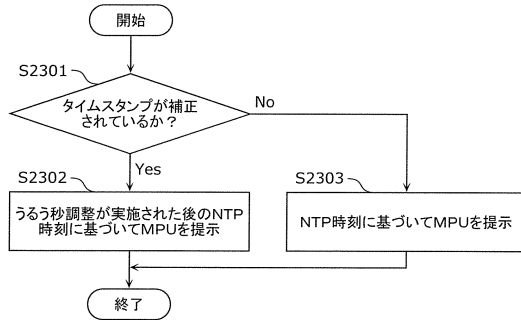 開始
S2301
タイムスタンプが補正
されているか？
No
Yes
S2302
うるう秒調整が実施された後のNTP
時刻に基づいてMPUを提示
S2303
NTP時刻に基づいてMPUを提示
終了